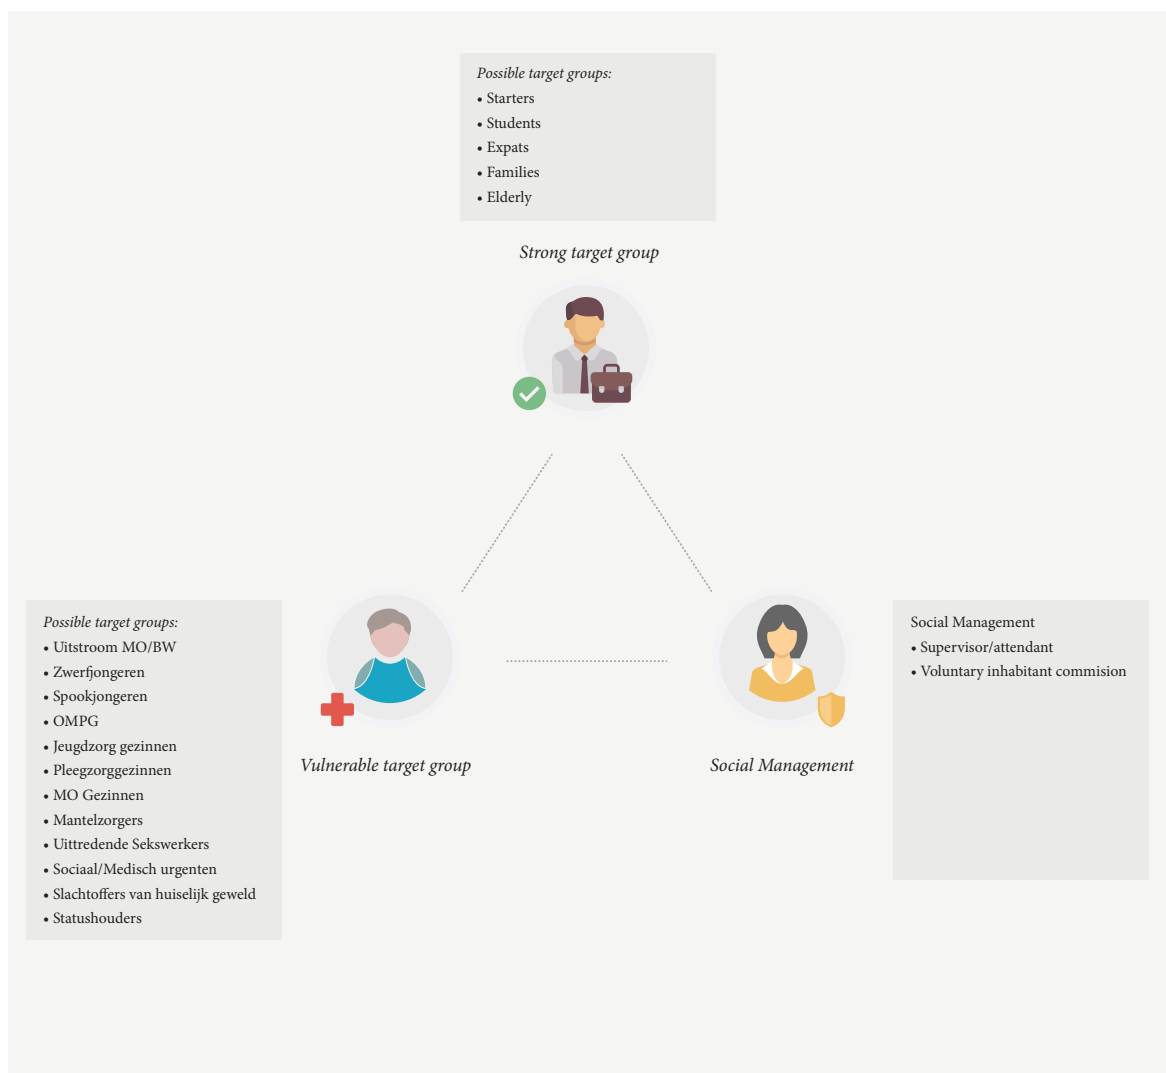 Possible target groups:
• Starters
• Students
• Expats
• Families
• Elderly
Strong target group
Possible target groups:
• Uitstroom MO/BW
• Zwerfjongeren
• Spookjongeren
• OMPG
• Jeugdzorg gezinnen
• Pleegzorggezinnen
• MO Gezinnen
• Mantelzorgers
• Uittredende Sekswerkers
• Sociaal/Medisch urgenten
• Slachtoffers van huiselijk geweld
• Statushouders
Vulnerable target group
Social Management
Social Management
• Supervisor/attendant
• Voluntary inhabitant commision